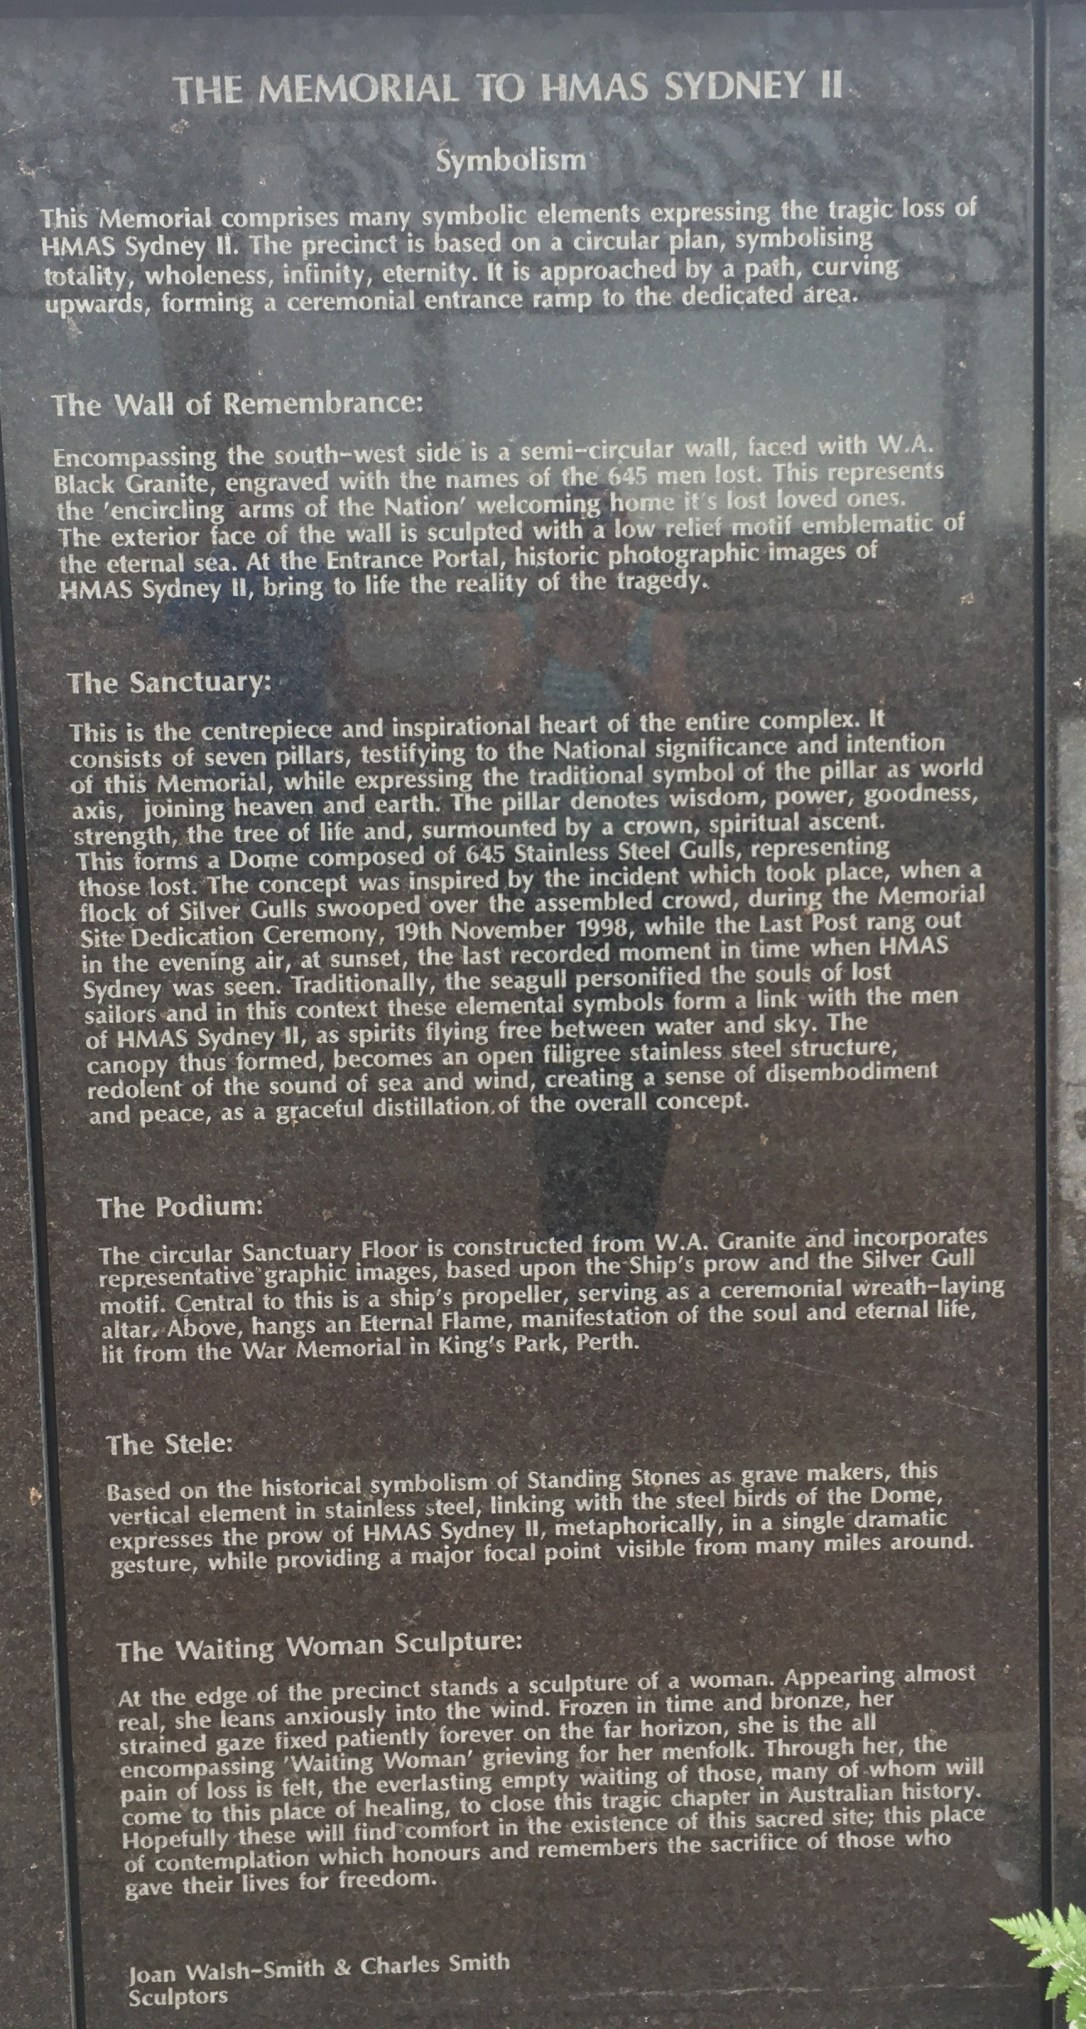 THE MEMORIAL TO HMAS SYDNEY II
Symbolism
This Memorial comprises many symbolic elements expressing the tragic loss of
HMAS Sydney II. The precinct is based on a circular plan, symbolising
totality, wholeness, infinity, eternity. It is approached by a path, curving
upwards, forming a ceremonial entrance ramp to the dedicated area.
The Wall of Remembrance:
Encompassing the south-west side is a semi-circular wall, faced with W.A.
Black Granite, engraved with the names of the 645 men lost. This represents
the 'encircling arms of the Nation' welcoming home it's lost loved ones.
The exterior face of the wall is sculpted with a low relief motif emblematic of
the eternal sea. At the Entrance Portal, historic photographic images of
HMAS Sydney II, bring to life the reality of the tragedy.
The Sanctuary:
This is the centrepiece and inspirational heart of the entire complex. It
consists of seven pillars, testifying to the National significance and intention
of this Memorial, while expressing the traditional symbol of the pillar as world
axis, joining heaven and earth. The pillar denotes wisdom, power, goodness,
strength, the tree of life and, surmounted by a crown, spiritual ascent.
This forms a Dome composed of 645 Stainless Steel Gulls, representing
those lost. The concept was inspired by the incident which took place, when a
flock of Silver Gulls swooped over the assembled crowd, during the Memorial
Site Dedication Ceremony, 19th November 1998, while the Last Post rang out
in the evening air, at sunset, the last recorded moment in time when HMAS
Sydney was seen. Traditionally, the seagull personified the souls of lost
sailors and in this context these elemental symbols form a link with the men
of HMAS Sydney II, as spirits flying free between water and sky. The
canopy thus formed, becomes an open filigree stainless steel structure,
redolent of the sound of sea and wind, creating a sense of disembodiment
and peace, as a graceful distillation of the overall concept.
The Podium:
The circular Sanctuary Floor is constructed from W.A. Granite and incorporates
representative graphic images, based upon the Ship's prow and the Silver Gull
motif. Central to this is a ship's propeller, serving as a ceremonial wreath-laying
altar. Above, hangs an Eternal Flame, manifestation of the soul and eternal life,
lit from the War Memorial in King's Park, Perth.
The Stele:
Based on the historical symbolism of Standing Stones as grave makers, this
vertical element in stainless steel, linking with the steel birds of the Dome,
expresses the prow of HMAS Sydney II, metaphorically, in a single dramatic
gesture, while providing a major focal point visible from many miles around.
The Waiting Woman Sculpture:
At the edge of the precinct stands a sculpture of a woman. Appearing almost
real, she leans anxiously into the wind. Frozen in time and bronze, her
strained gaze fixed patiently forever on the far horizon, she is the all
encompassing 'Waiting Woman' grieving for her menfolk. Through her, the
pain of loss is felt, the everlasting empty waiting of those, many of whom will
come to this place of healing, to close this tragic chapter in Australian history.
Hopefully these will find comfort in the existence of this sacred site; this place
of contemplation which honours and remembers the sacrifice of those who
gave their lives for freedom.
Joan Walsh-Smith & Charles Smith
Sculptors